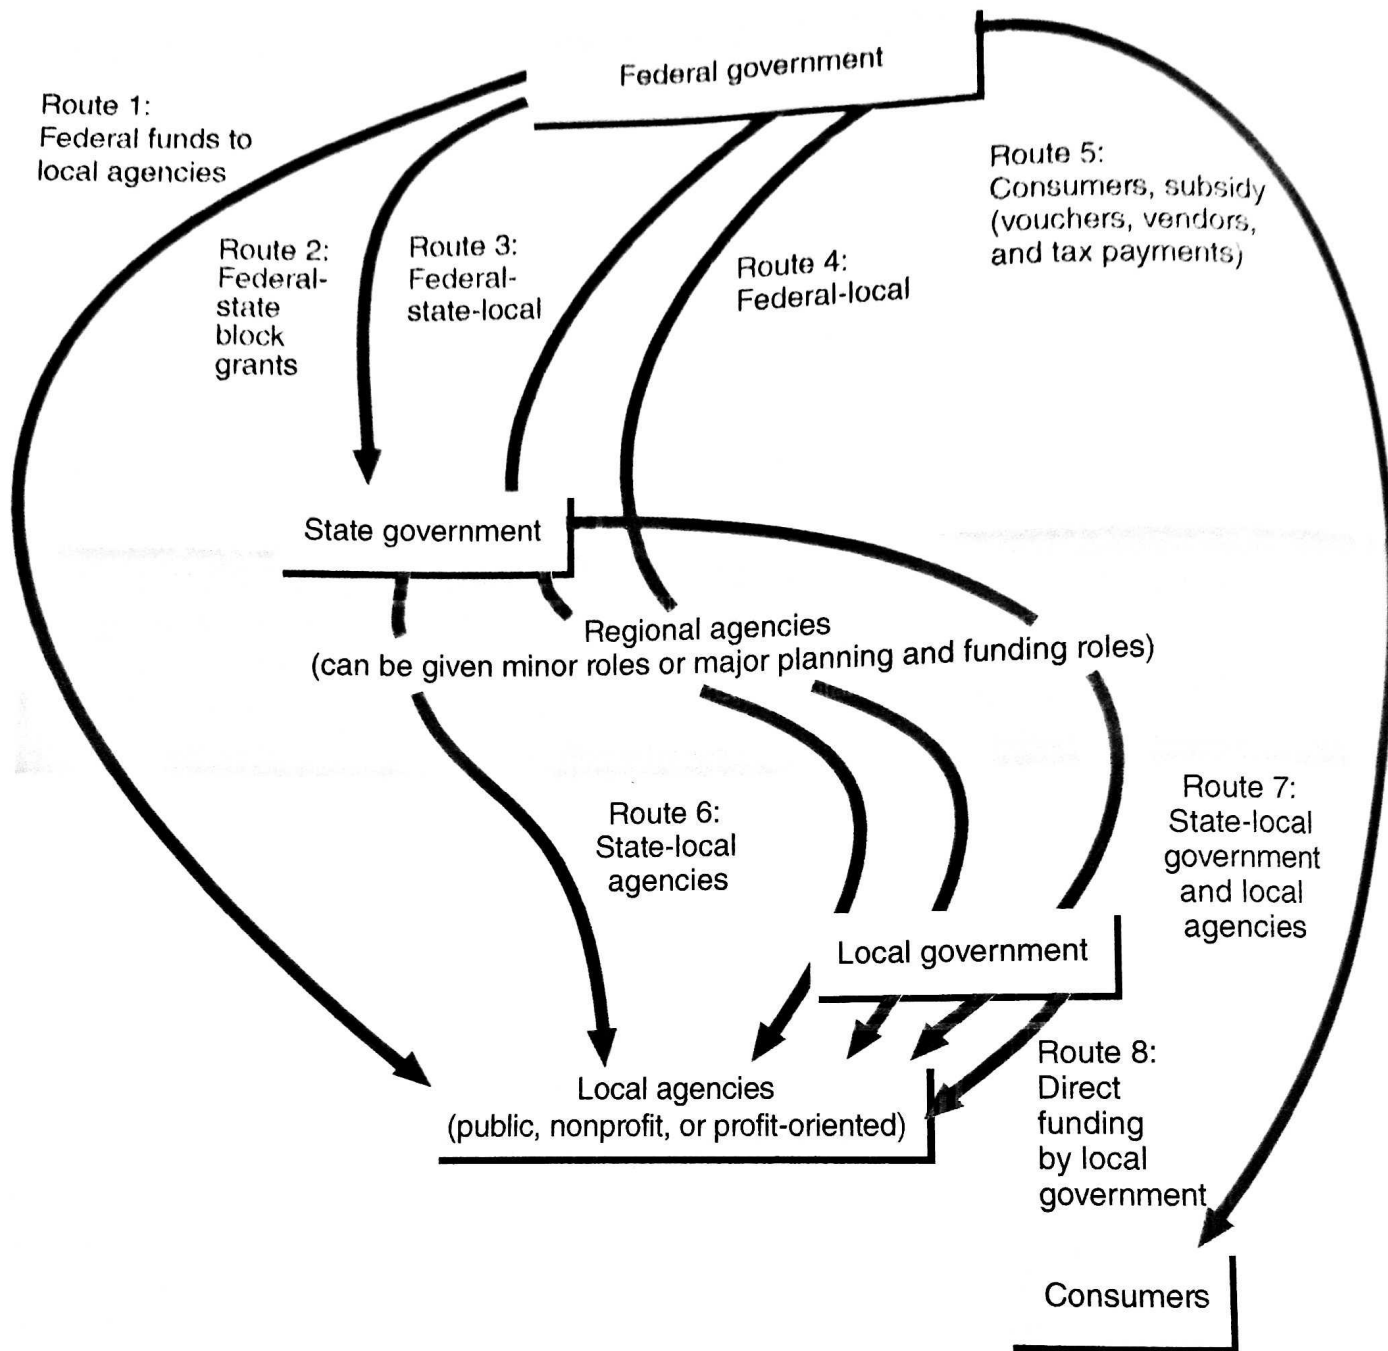 Federal government
Route 1:
Federal funds to
local agencies
Route 2:
Federal-
state
block
grants
Route 3:
Federal-
state-local
Route 4:
Federal-local
Route 5:
Consumers, subsidy
(vouchers, vendors,
and tax payments)
State government
Regional agencies
(can be given minor roles or major planning and funding roles)
Route 6:
State-local
agencies
Route 7:
State-local
government
and local
agencies
Local government
Local agencies
(public, nonprofit, or profit-oriented)
Route 8:
Direct
funding
by local
government
Consumers